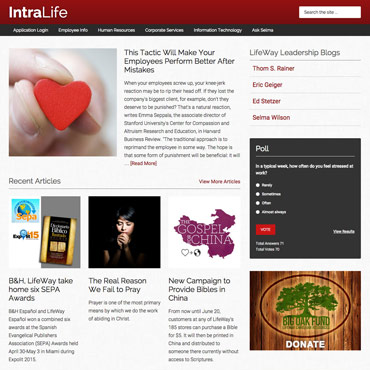 IntraLife
Search the site ...
Application Login Employee Info Human Resources Corporate Services Information Technology Ask Selma
This Tactic Will Make Your
Employees Perform Better After
Mistakes
When your employees screw up, your knee-jerk
reaction may be to rip their head off. If they lost the
company's biggest client, for example, don't they
deserve to be punished? That's a natural reaction,
writes Emma Seppala, the associate director of
Stanford University's Center for Compassion and
Altruism Research and Education, in Harvard
Business Review. "The traditional approach is to
reprimand the employee in some way. The hope is
that some form of punishment will be beneficial: it will
... [Read More]
LifeWay Leadership Blogs
Thom S. Rainer
Eric Geiger
Ed Stetzer
Selma Wilson
Poll
In a typical week, how often do you feel stressed at
work?
Rarely
Sometimes
Often
Almost always
VOTE
View Results
Total Answers 71
Total Votes 70
Recent Articles
View More Articles
Sepa
Expolit15
Diccionario
Bíblico
THE
GOSPEL
FOR CHINA
B&H, LifeWay take
home six SEPA
Awards
B&H Español and LifeWay
Español won a combined six
awards at the Spanish
Evangelical Publishers
Association (SEPA) Awards held
April 30-May 3 in Miami during
Expolit 2015.
The Real Reason
We Fail to Pray
Prayer is one of the most primary
means by which we do the work
of abiding in Christ.
New Campaign to
Provide Bibles in
China
From now until June 20,
customers at any of LifeWay's
185 stores can purchase a Bible
for $5. It will then be printed in
China and distributed to
someone there currently without
access to Scriptures.
BIG OAK FUND
DONATE